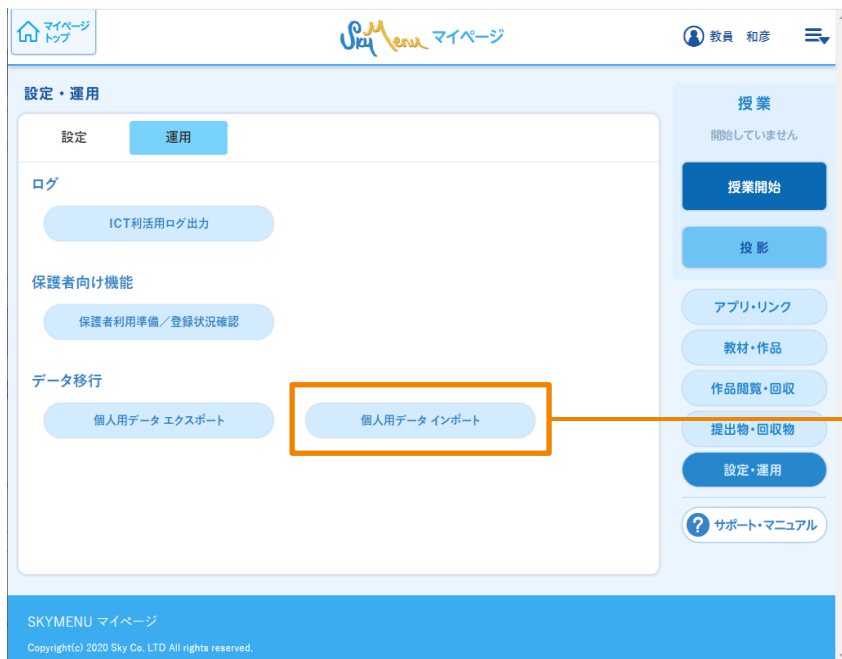 マイページ
トップ
SkyMenu マイページ
教員 和彦
設定・運用
設定
運用
ログ
ICT利活用ログ出力
保護者向け機能
保護者利用準備／登録状況確認
データ移行
個人用データ エクスポート
個人用データ インポート
授業
開始していません
授業開始
投影
アプリ・リンク
教材・作品
作品閲覧・回収
提出物・回収物
設定・運用
? サポート・マニュアル
SKYMENU マイページ
Copyright(c) 2020 Sky Co. LTD All rights reserved.